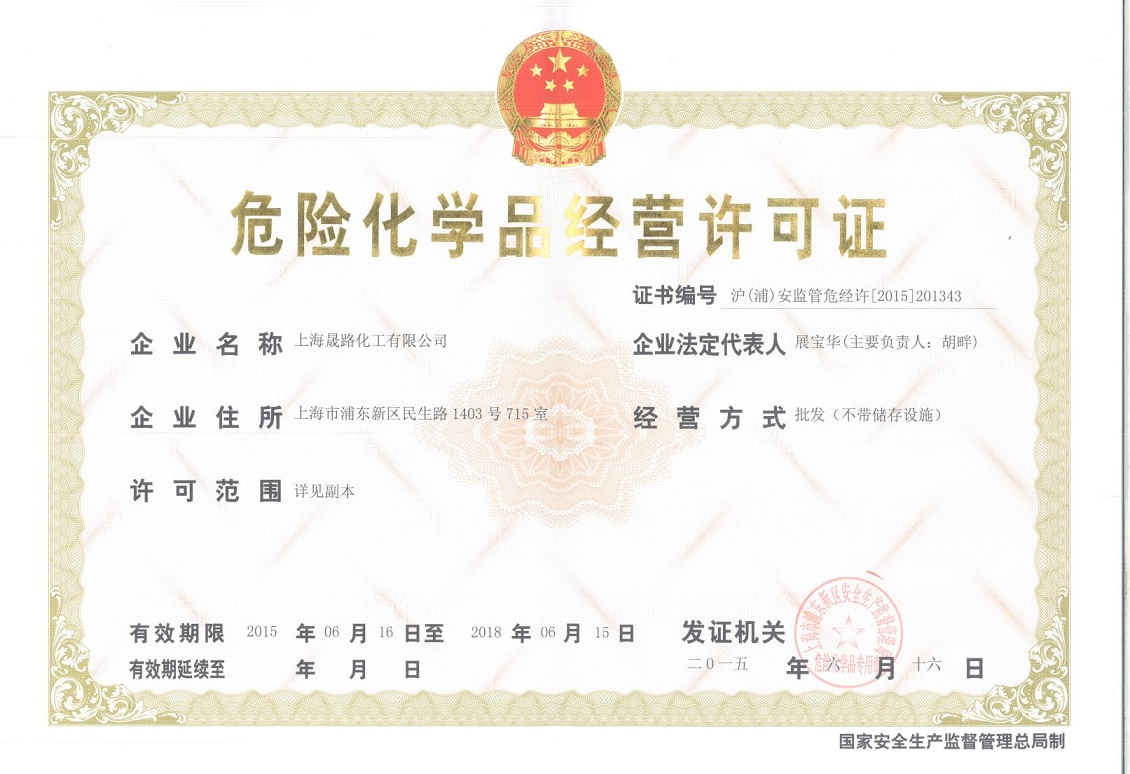 危险化学品经营许可证
证书编号 沪(浦)安监管危经许[2015]201343
企业名称 上海晟路化工有限公司
企业法定代表人 展宝华(主要负责人：胡畔)
企业住所 上海市浦东新区民生路1403号715室
经营方式 批发（不带储存设施）
许可范围 详见副本
有效期限 2015 年 06 月 16 日至 2018 年 06 月 15 日
发证机关
上海市浦东新区安全生产监督管理局
危险化学品专用章
有效期延续至 年 月 日
二0一五 年 六 月 十六 日
国家安全生产监督管理总局制